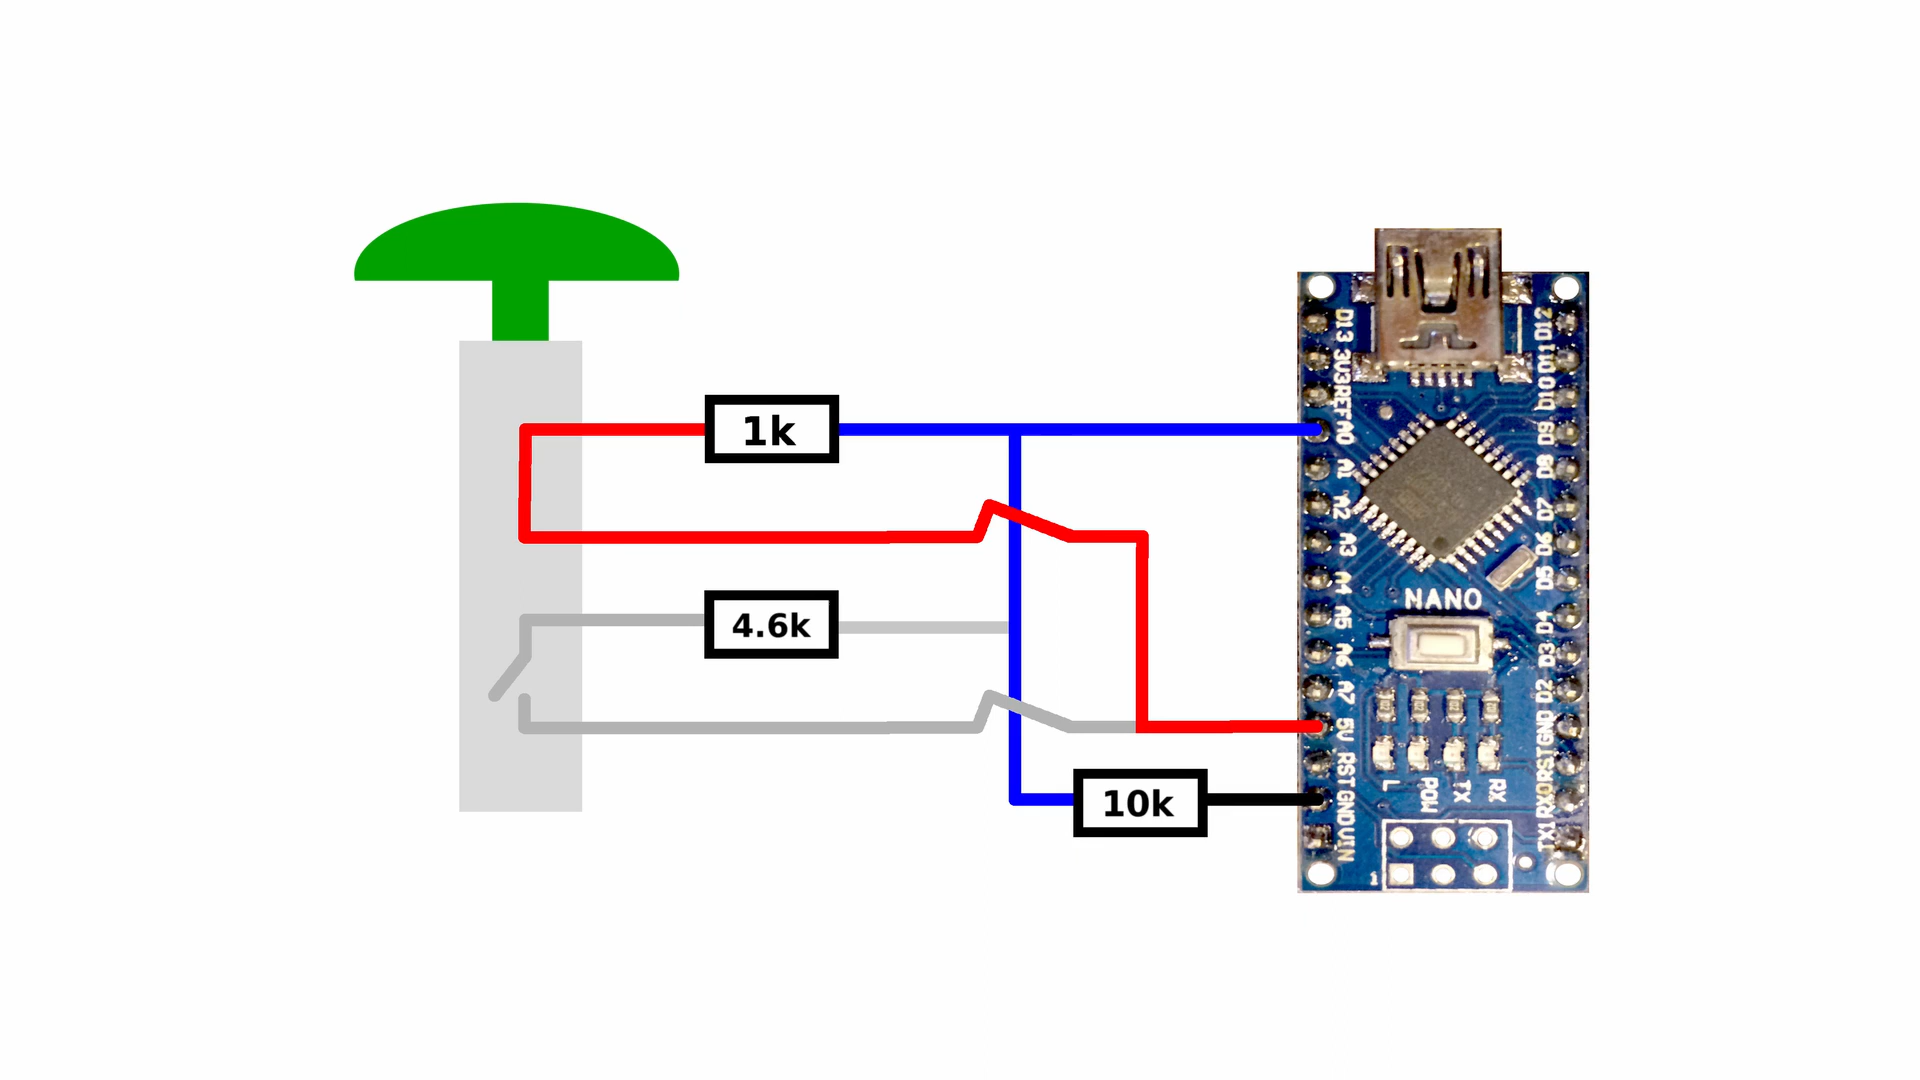 1k
4.6k
10k
D13
3V3
REF
A0
A1
A2
A3
A4
A5
A6
A7
5V
RST
GND
VIN
NANO
L
POW
TX
RX
1
D12
D11
D10
D9
D8
D7
D6
D5
D4
D3
D2
GND
RST
RX0
TX1